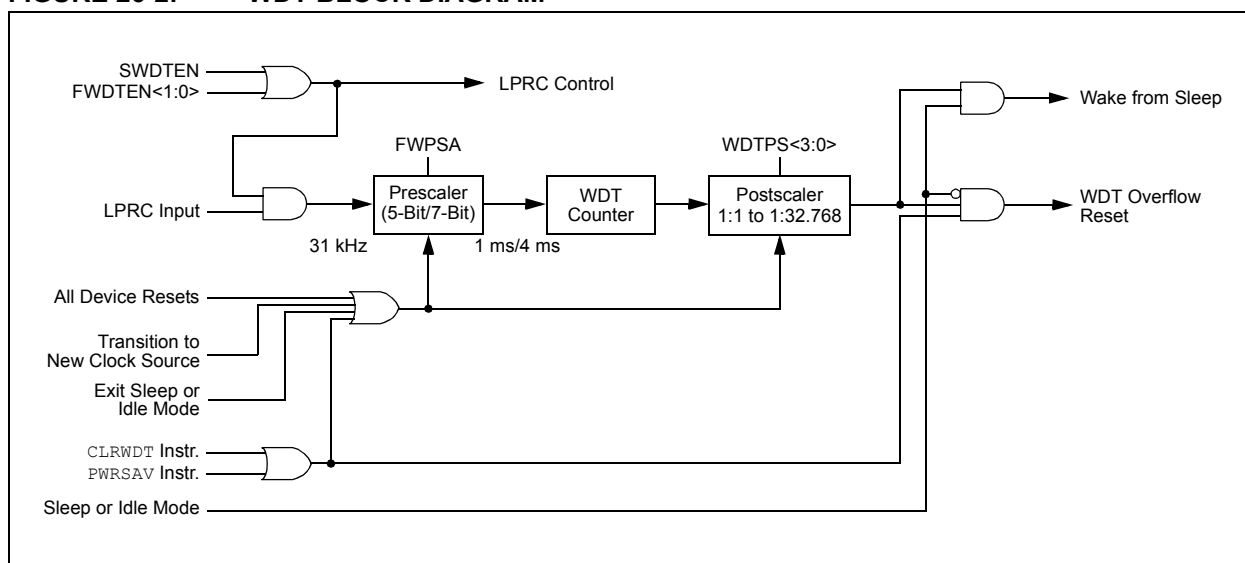 FIGURE 26-2: WDT BLOCK DIAGRAM
SWDTEN
FWDTEN<1:0>
LPRC Control
Wake from Sleep
FWPSA
WDTPS<3:0>
Prescaler
(5-Bit/7-Bit)
WDT
Counter
Postscaler
1:1 to 1:32.768
LPRC Input
WDT Overflow
Reset
31 kHz
1 ms/4 ms
All Device Resets
Transition to
New Clock Source
Exit Sleep or
Idle Mode
CLRWDT Instr.
PWRSAV Instr.
Sleep or Idle Mode